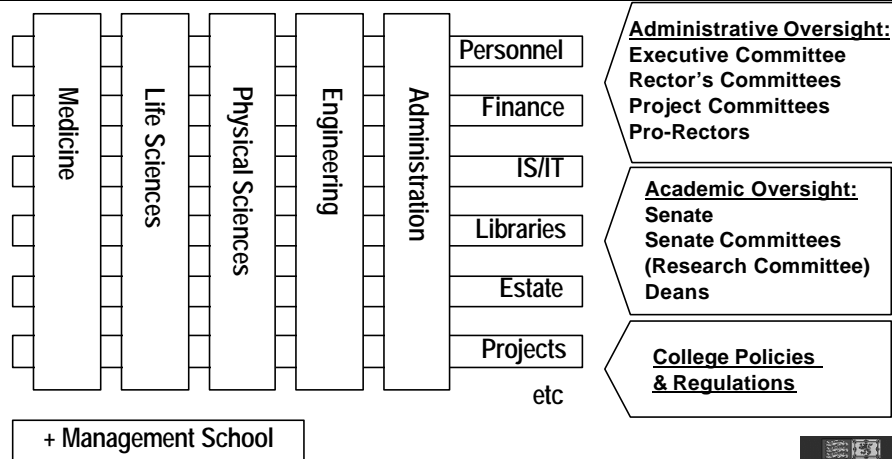 Medicine
Life Sciences
Physical Sciences
Engineering
Administration
Personnel
Finance
IS/IT
Libraries
Estate
Projects
etc
+ Management School
Administrative Oversight:
Executive Committee
Rector's Committees
Project Committees
Pro-Rectors
Academic Oversight:
Senate
Senate Committees
(Research Committee)
Deans
College Policies
& Regulations